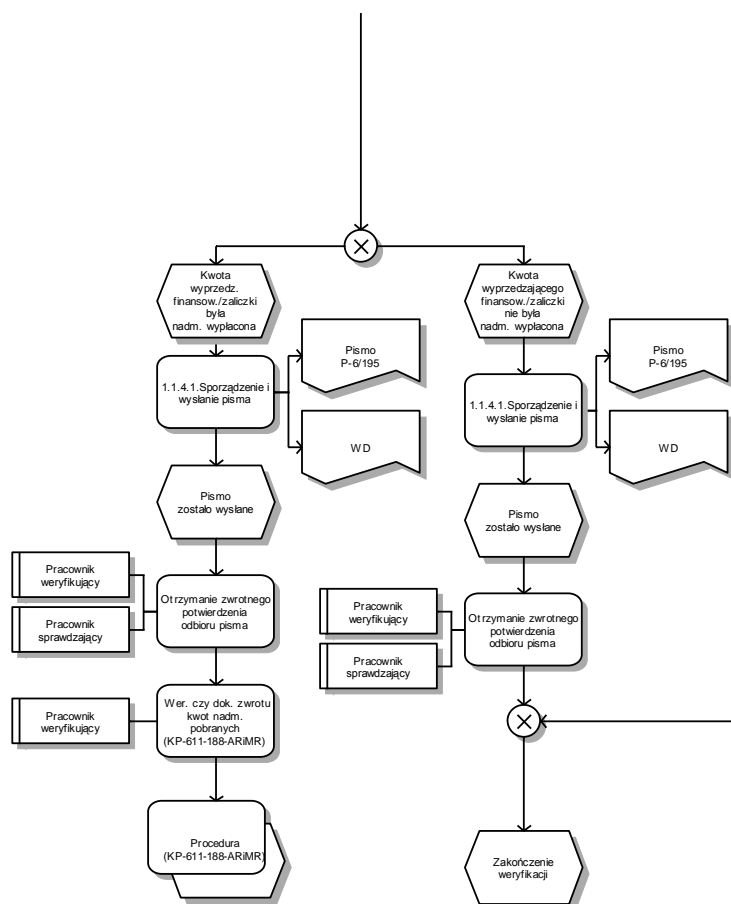 Kwota
wyprzedz.
finansow./zaliczki
była
nadm. wypłacona
Kwota
wyprzedzającego
finansow./zaliczki
nie była
nadm. wypłacona
Pismo
P-6/195
1.1.4.1.Sporządzenie i
wysłanie pisma
WD
Pismo
P-6/195
1.1.4.1.Sporządzenie i
wysłanie pisma
WD
Pismo
zostało wysłane
Pismo
zostało wysłane
Pracownik
weryfikujący
Pracownik
sprawdzający
Otrzymanie zwrotnego
potwierdzenia
odbioru pisma
Pracownik
weryfikujący
Pracownik
sprawdzający
Otrzymanie zwrotnego
potwierdzenia
odbioru pisma
Pracownik
weryfikujący
Wer. czy dok. zwrotu
kwot nadm.
pobranych
(KP-611-188-ARiMR)
Procedura
(KP-611-188-ARiMR)
Zakończenie
weryfikacji